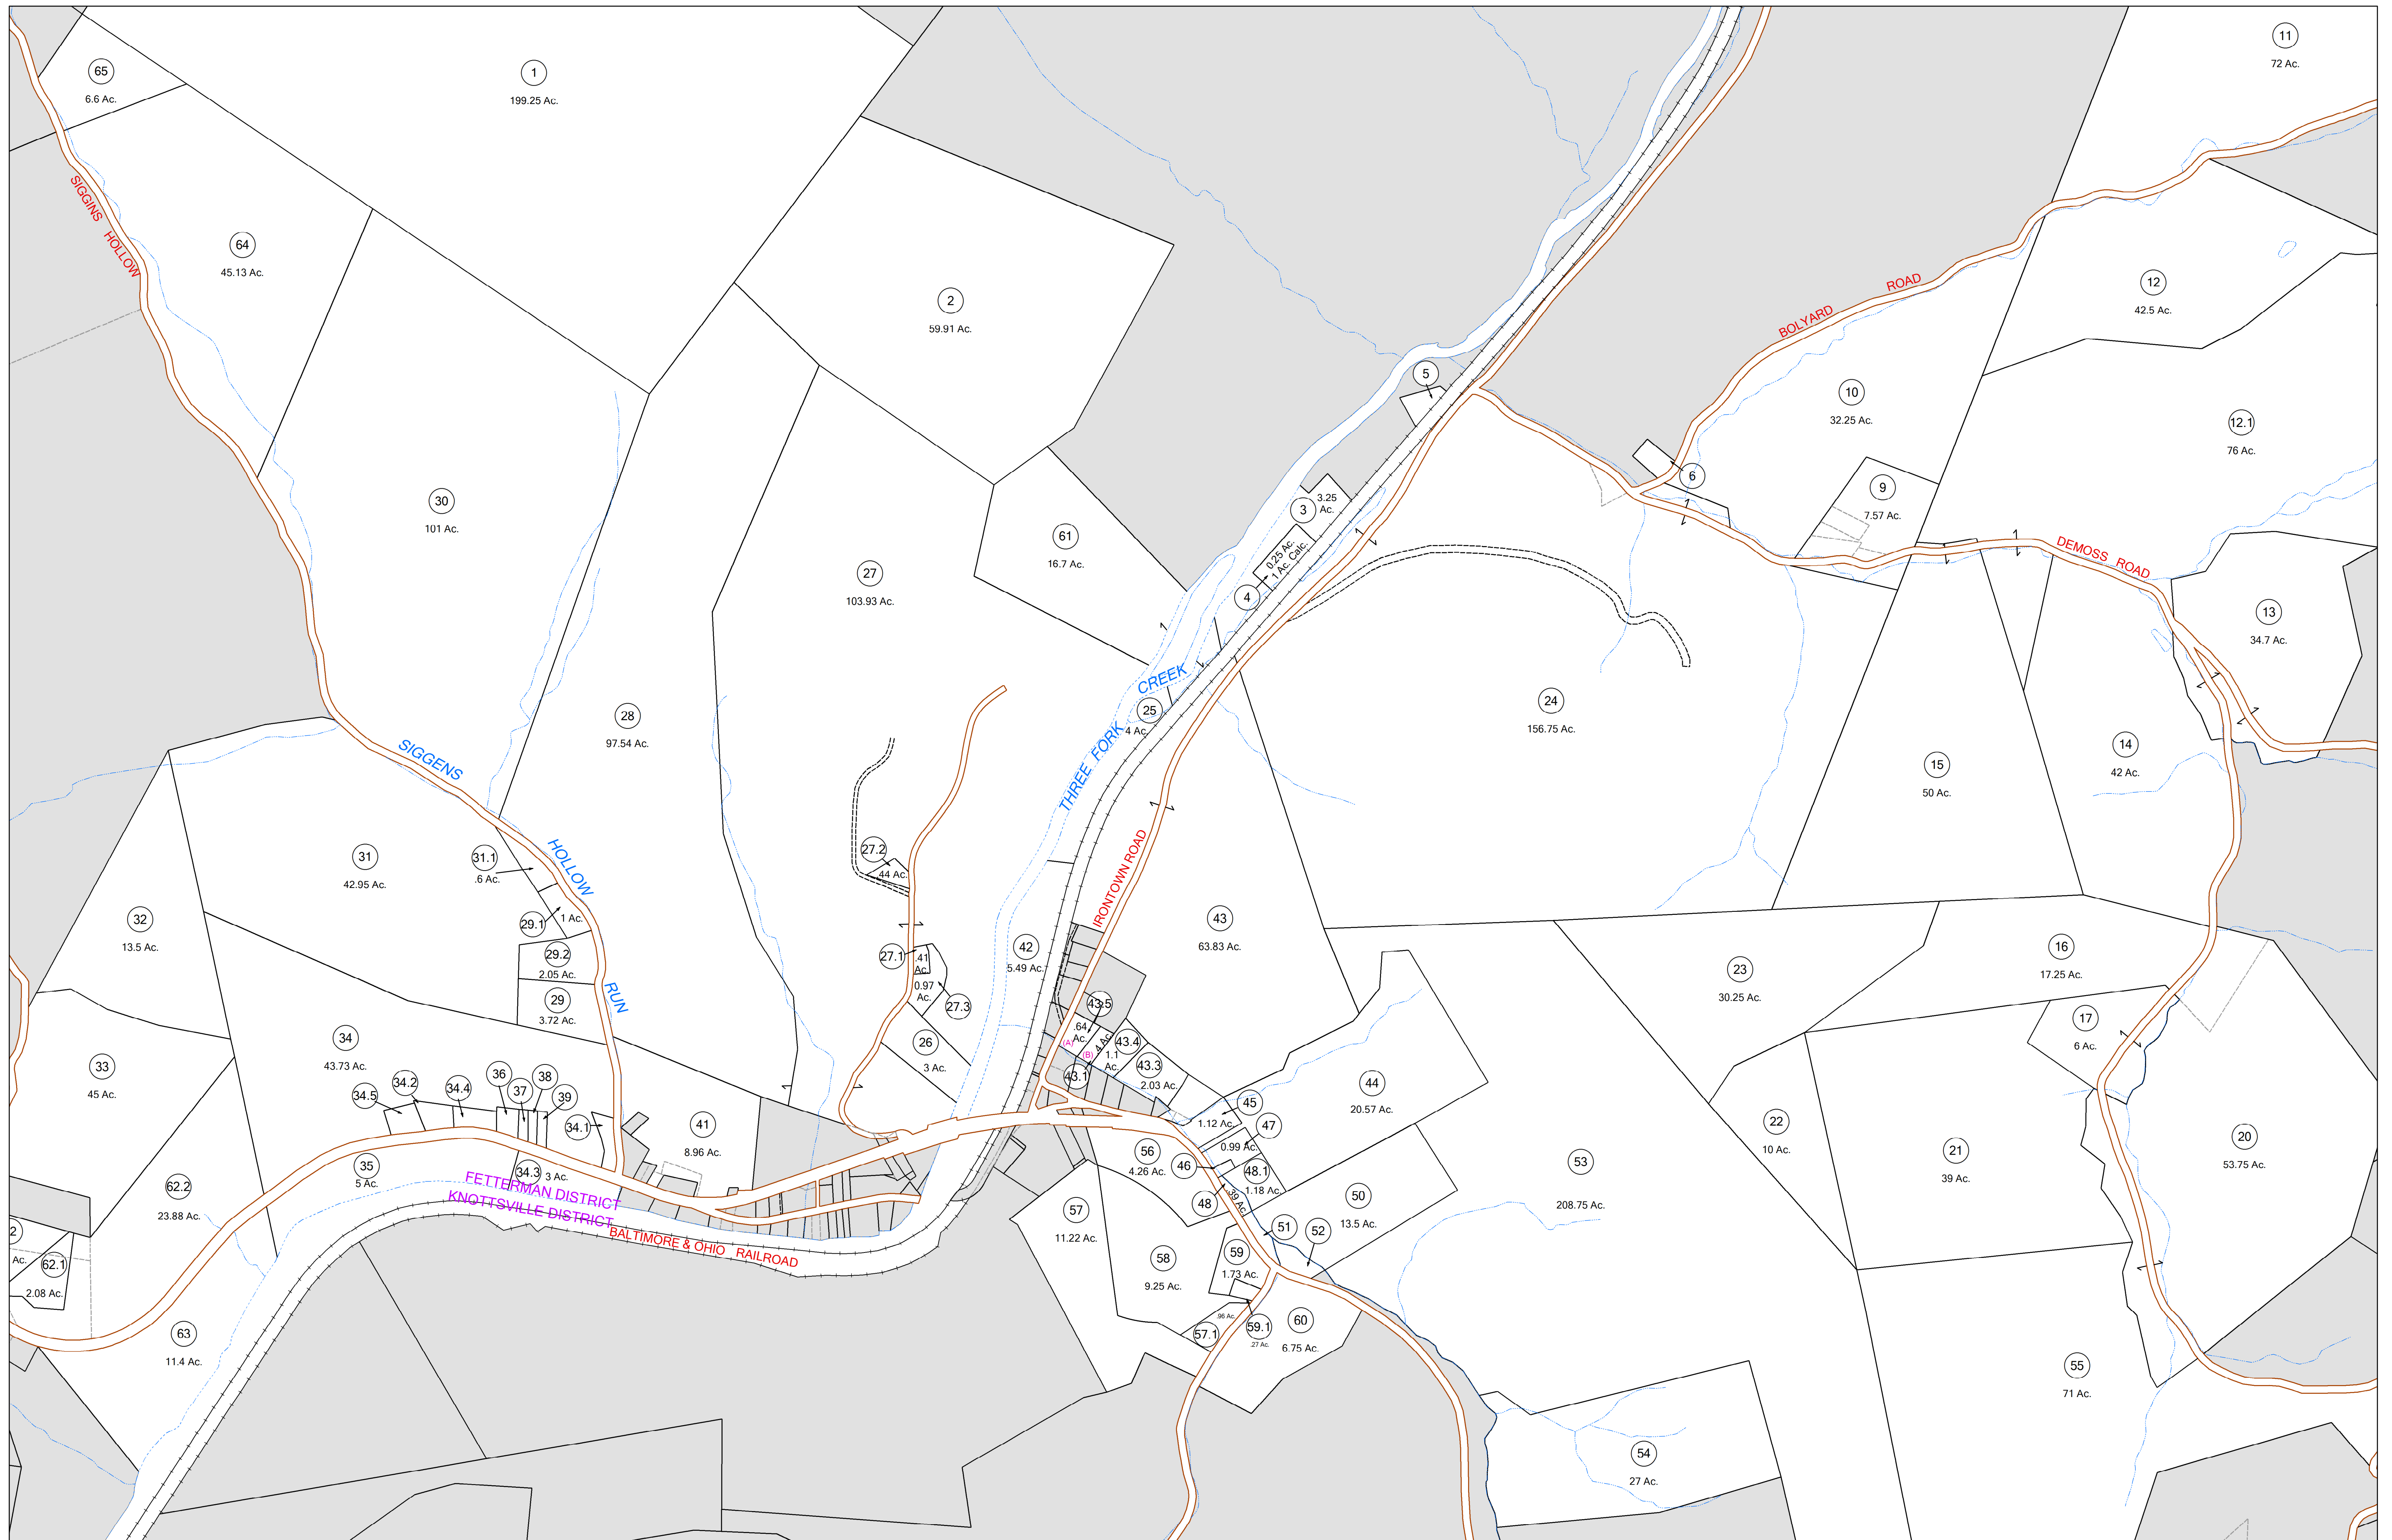 65
6.6 Ac.
1
199.25 Ac.
11
72 Ac.
SIGGINS HOLLOW
64
45.13 Ac.
2
59.91 Ac.
BOLYARD ROAD
12
42.5 Ac.
5
10
32.25 Ac.
12.1
76 Ac.
6
9
7.57 Ac.
30
101 Ac.
3
3.25
Ac.
61
16.7 Ac.
0.25 Ac.
1 Ac. Calc.
4
27
103.93 Ac.
DEMOSS ROAD
13
34.7 Ac.
THREE FORK CREEK
25
4 Ac.
24
156.75 Ac.
28
97.54 Ac.
14
42 Ac.
15
50 Ac.
SIGGENS HOLLOW RUN
31
42.95 Ac.
31.1
.6 Ac.
29.1
1 Ac.
29.2
2.05 Ac.
29
3.72 Ac.
27.2
.44 Ac.
IRONTOWN ROAD
32
13.5 Ac.
27.1
.41
Ac.
0.97
Ac.
27.3
42
5.49 Ac.
43
63.83 Ac.
23
30.25 Ac.
16
17.25 Ac.
17
6 Ac.
26
3 Ac.
43.5
.64
Ac.
(A)
(B)
.4 Ac.
43.4
1.1
Ac.
43.1
43.3
2.03 Ac.
33
45 Ac.
34
43.73 Ac.
34.5
34.2
34.4
36
37
38
39
34.1
41
8.96 Ac.
45
1.12 Ac.
44
20.57 Ac.
47
0.99 Ac.
46
48.1
1.18 Ac.
48
.39 Ac.
22
10 Ac.
21
39 Ac.
20
53.75 Ac.
35
5 Ac.
34.3
3 Ac.
56
4.26 Ac.
53
208.75 Ac.
62.2
23.88 Ac.
FETTERMAN DISTRICT
KNOTTSVILLE DISTRICT
BALTIMORE & OHIO RAILROAD
57
11.22 Ac.
50
13.5 Ac.
51
52
2
Ac.
62.1
2.08 Ac.
58
9.25 Ac.
59
1.73 Ac.
63
11.4 Ac.
.96 Ac.
57.1
59.1
.27 Ac.
60
6.75 Ac.
55
71 Ac.
54
27 Ac.